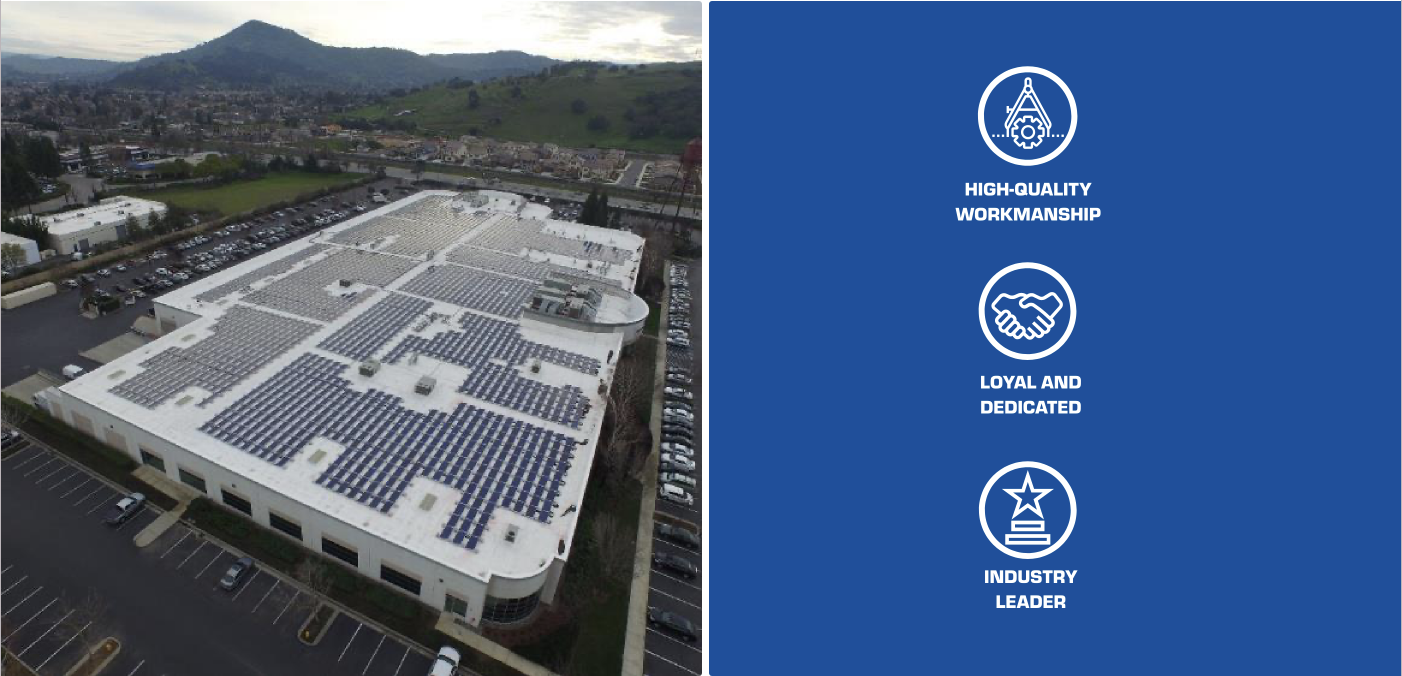 HIGH-QUALITY
WORKMANSHIP
LOYAL AND
DEDICATED
INDUSTRY
LEADER